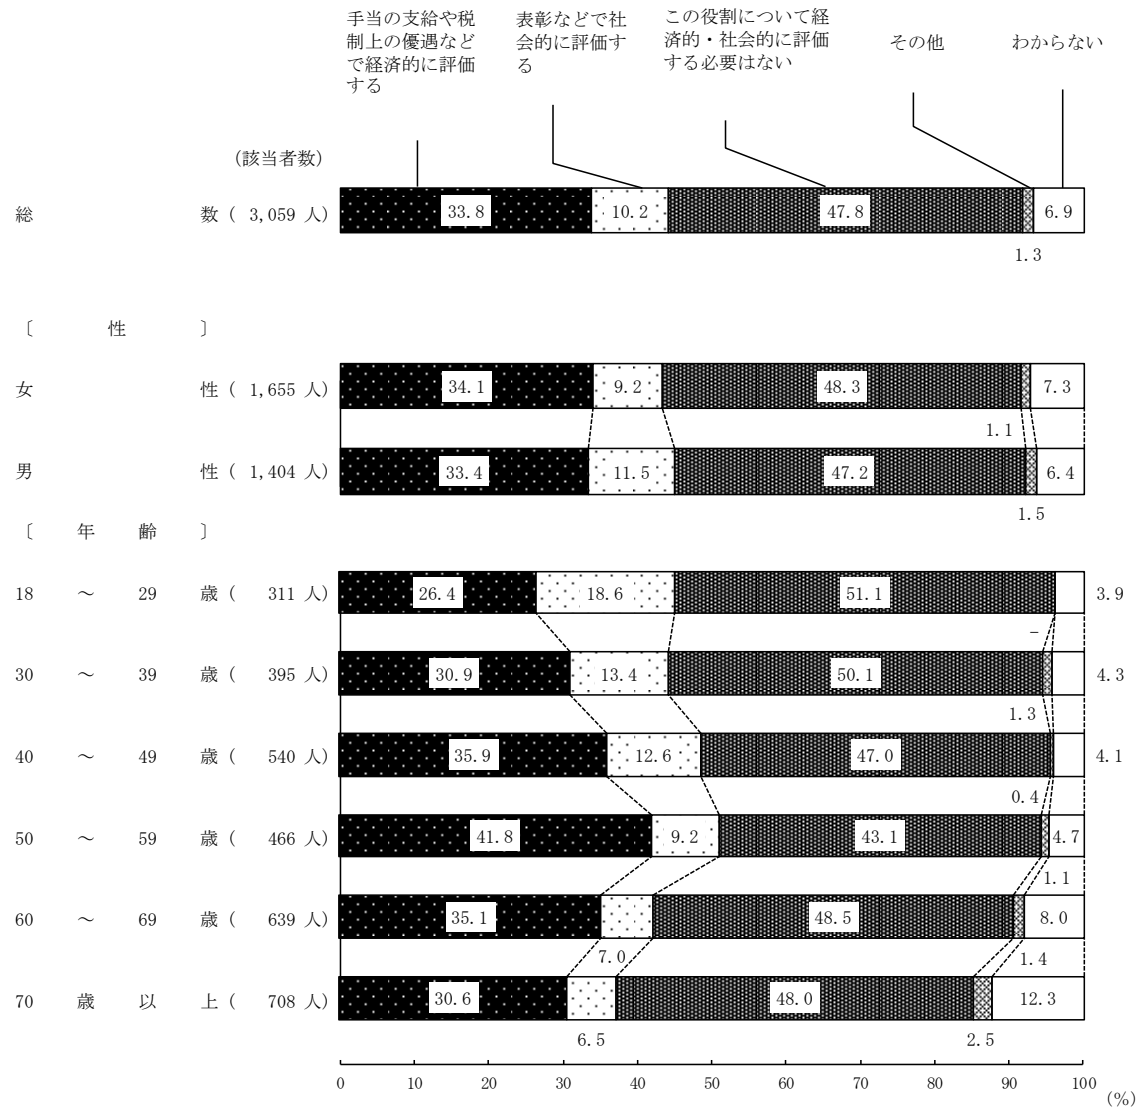 手当の支給や税
制上の優遇など
で経済的に評価
する
表彰などで社
会的に評価す
る
この役割について経
済的・社会的に評価
する必要はない
その他
わからない
(該当者数)
総 数 ( 3,059 人) 33.8 10.2 47.8 6.9
1.3
〔 性 〕
女 性 ( 1,655 人) 34.1 9.2 48.3 7.3
1.1
男 性 ( 1,404 人) 33.4 11.5 47.2 6.4
1.5
〔 年 齢 〕
18 ～ 29 歳 ( 311 人) 26.4 18.6 51.1 3.9
-
30 ～ 39 歳 ( 395 人) 30.9 13.4 50.1 4.3
1.3
40 ～ 49 歳 ( 540 人) 35.9 12.6 47.0 4.1
0.4
50 ～ 59 歳 ( 466 人) 41.8 9.2 43.1 4.7
1.1
60 ～ 69 歳 ( 639 人) 35.1 48.5 8.0
7.0 1.4
70 歳 以 上 ( 708 人) 30.6 48.0 12.3
6.5 2.5
0 10 20 30 40 50 60 70 80 90 100
(%)